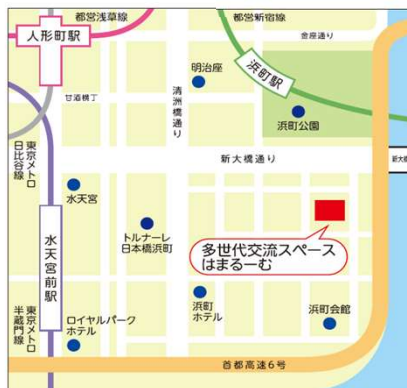 都営浅草線
都営新宿線
人形町駅
金座通り
明治座
浜町駅
甘酒横丁
清洲橋通り
浜町公園
新大橋通り
新大橋
東京メトロ
日比谷線
水天宮
トルナーレ
日本橋浜町
多世代交流スペース
はまるーむ
水天宮前駅
浜町
ホテル
浜町会館
東京メトロ
半蔵門線
ロイヤルパーク
ホテル
首都高速6号